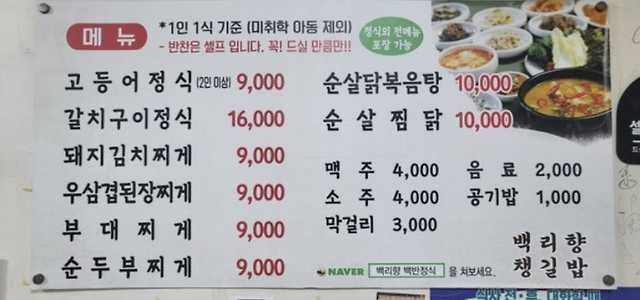 메 뉴
*1인 1식 기준 (미취학 아동 제외)
- 반찬은 셀프 입니다. 꼭! 드실 만큼만!!
정식외 전메뉴
포장 가능
고등어정식(2인 이상) 9,000
갈치구이정식 16,000
돼지김치찌개 9,000
우삼겹된장찌개 9,000
부대찌개 9,000
순두부찌개 9,000
순살닭볶음탕 10,000
순살찜닭 10,000
맥주 4,000
소주 4,000
막걸리 3,000
음료 2,000
공기밥 1,000
백리향
챙길밥
NAVER 백리향 백반정식 을 쳐보세요.
셀